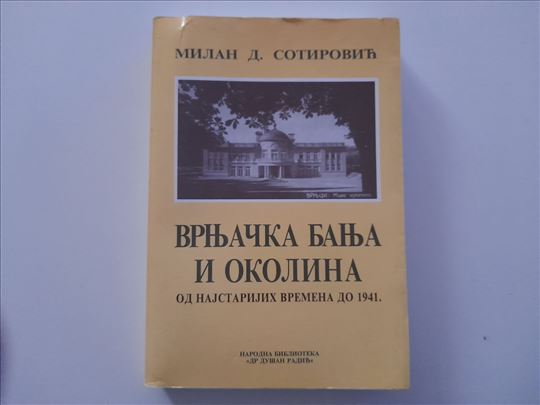 МИЛАН Д. СОТИРОВИЋ
ВРЊАЧКА БАЊА
И ОКОЛИНА
ОД НАЈСТАРИЈИХ ВРЕМЕНА ДО 1941.
НАРОДНА БИБЛИОТЕКА
«ДР ДУШАН РАДИЋ»